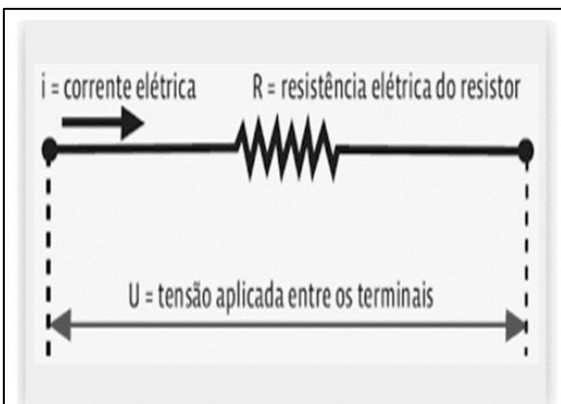 i = corrente elétrica
R = resistência elétrica do resistor
U = tensão aplicada entre os terminais